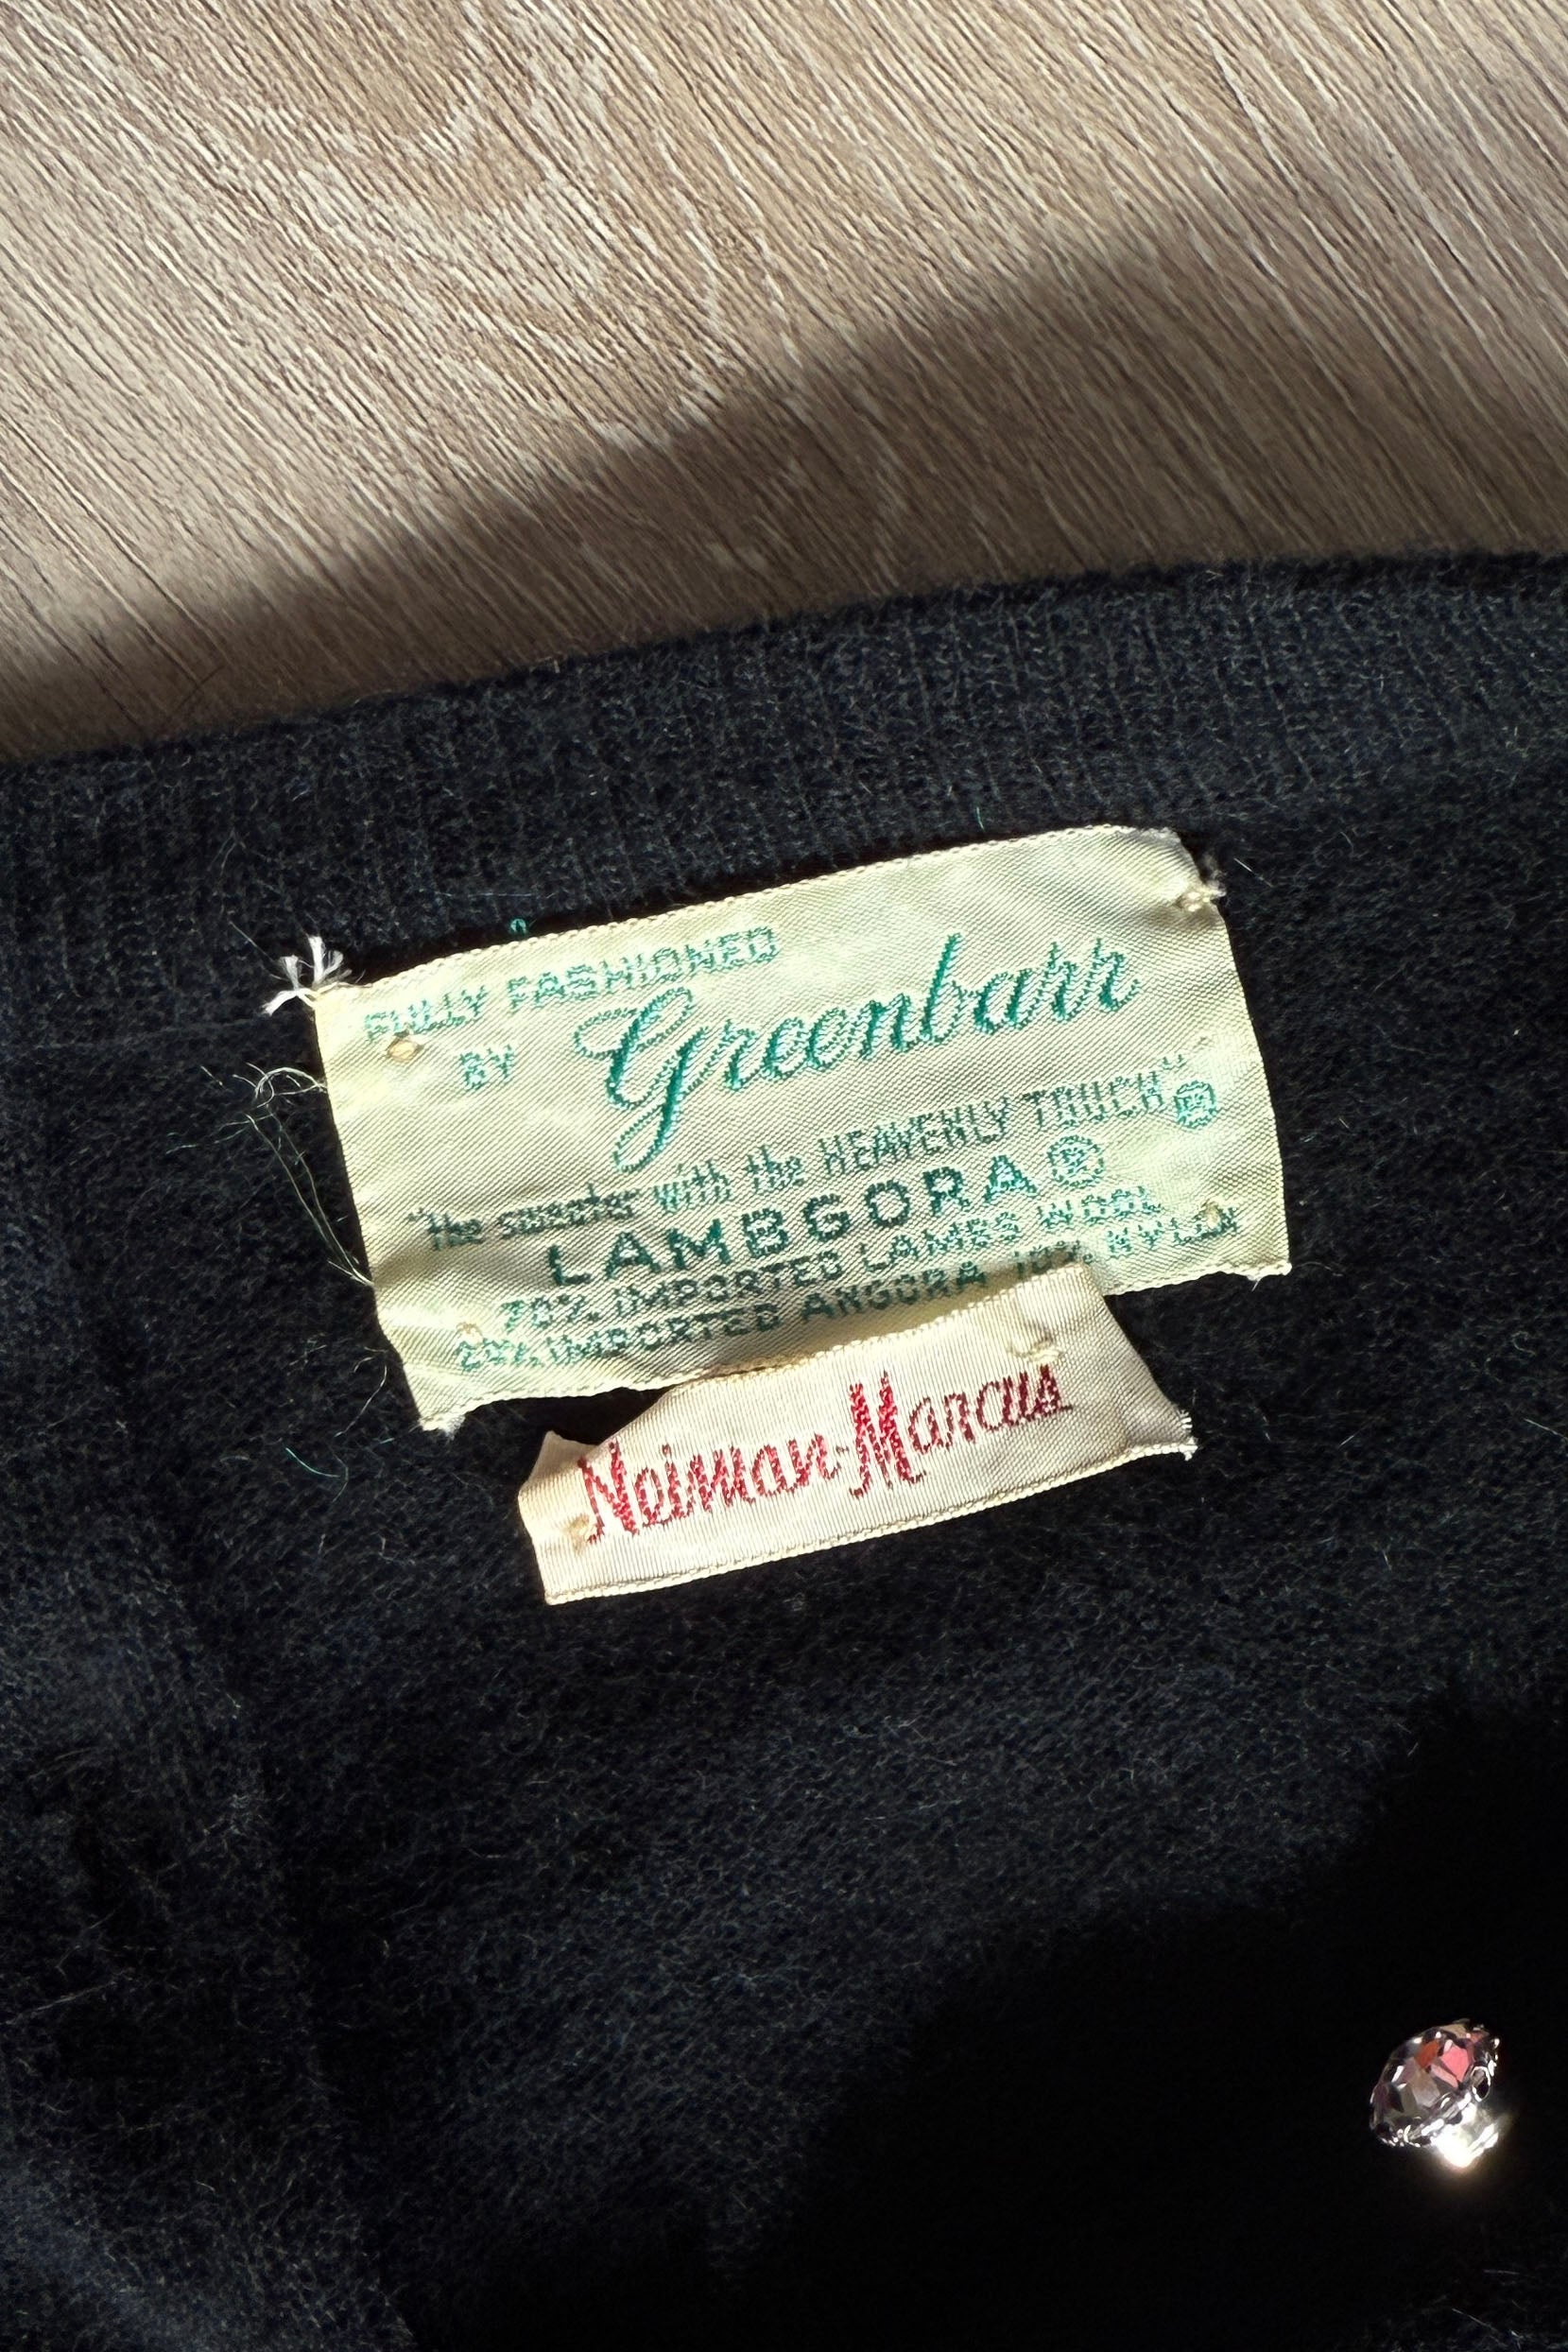 FULLY FASHIONED
BY Greenbarr
"the sweater with the HEAVENLY TOUCH"
LAMBGORA®
70% IMPORTED LAMBS WOOL
20% IMPORTED ANGORA 10% NYLON
Neiman-Marcus